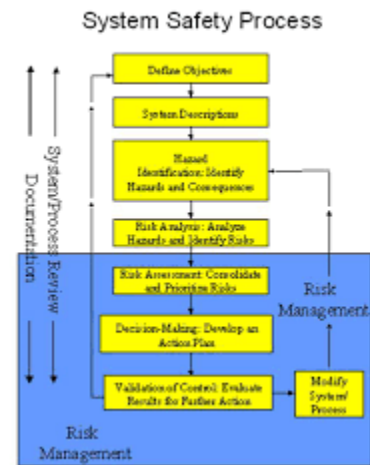 System Safety Process
Define Objectives
System Descriptions
Hazard
Identification: Identify
Hazards and Consequences
Risk Analysis: Analyze
Hazards and Identify Risks
Risk Assessment: Consolidate
and Prioritize Risks
Decision-Making: Develop an
Action Plan
Validation of Control: Evaluate
Results for Further Action
Modify
System/
Process
Risk
Management
Risk
Management
System/Process Review
Documentation